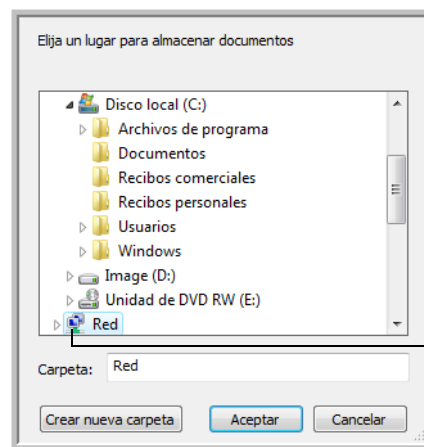 Elija un lugar para almacenar documentos
Disco local (C:)
Archivos de programa
Documentos
Recibos comerciales
Recibos personales
Usuarios
Windows
Image (D:)
Unidad de DVD RW (E:)
Red
Carpeta: Red
Crear nueva carpeta Aceptar Cancelar